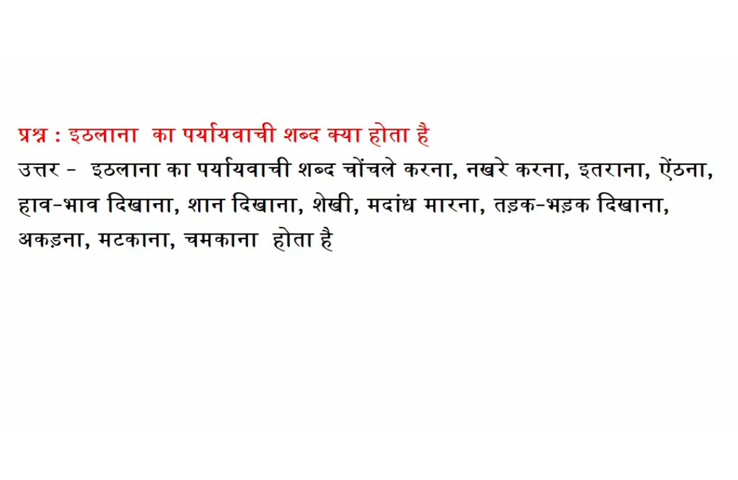 प्रश्न : इठलाना का पर्यायवाची शब्द क्या होता है
उत्तर - इठलाना का पर्यायवाची शब्द चोंचले करना, नखरे करना, इतराना, ऐंठना,
हाव-भाव दिखाना, शान दिखाना, शेखी, मदांध मारना, तड़क-भड़क दिखाना,
अकड़ना, मटकाना, चमकाना होता है